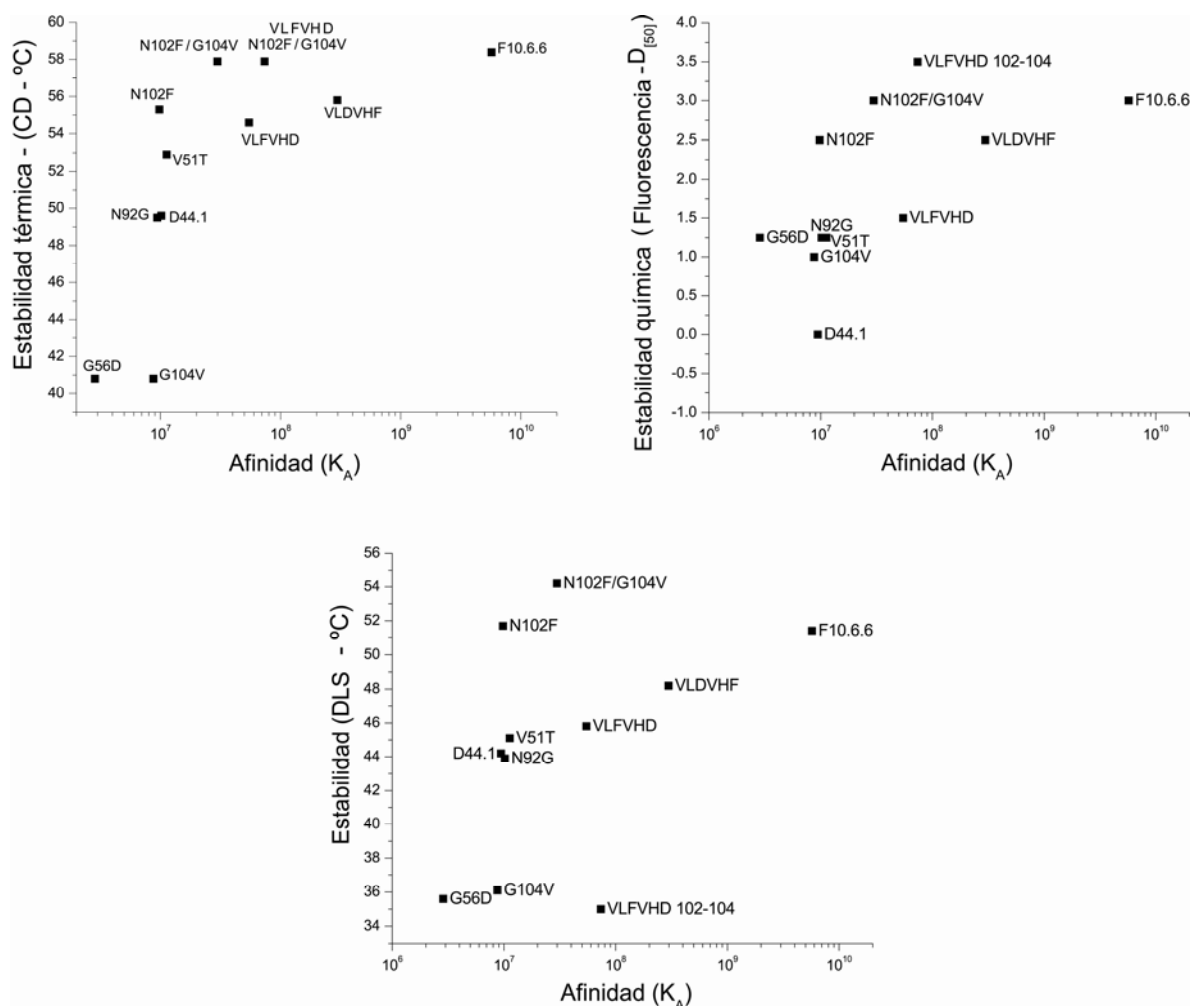 Estabilidad térmica - (CD - ºC)
60
58
56
54
52
50
48
46
44
42
40
N102F/G104V
VLFVHD
N102F/G104V
F10.6.6
N102F
VLDVHF
VLFVHD
V51T
N92G
D44.1
G56D
G104V
10^7
10^8
10^9
10^10
Afinidad (K_A)
Estabilidad química ( Fluorescencia -D_[50])
4.0
3.5
3.0
2.5
2.0
1.5
1.0
0.5
0.0
-0.5
-1.0
VLFVHD 102-104
N102F/G104V
F10.6.6
N102F
VLDVHF
VLFVHD
N92G
G56D
V51T
G104V
D44.1
10^6
10^7
10^8
10^9
10^10
Afinidad (K_A)
Estabilidad (DLS - ºC)
56
54
52
50
48
46
44
42
40
38
36
34
N102F/G104V
N102F
F10.6.6
VLDVHF
VLFVHD
V51T
D44.1
N92G
G56D
G104V
VLFVHD 102-104
10^6
10^7
10^8
10^9
10^10
Afinidad (K_A)